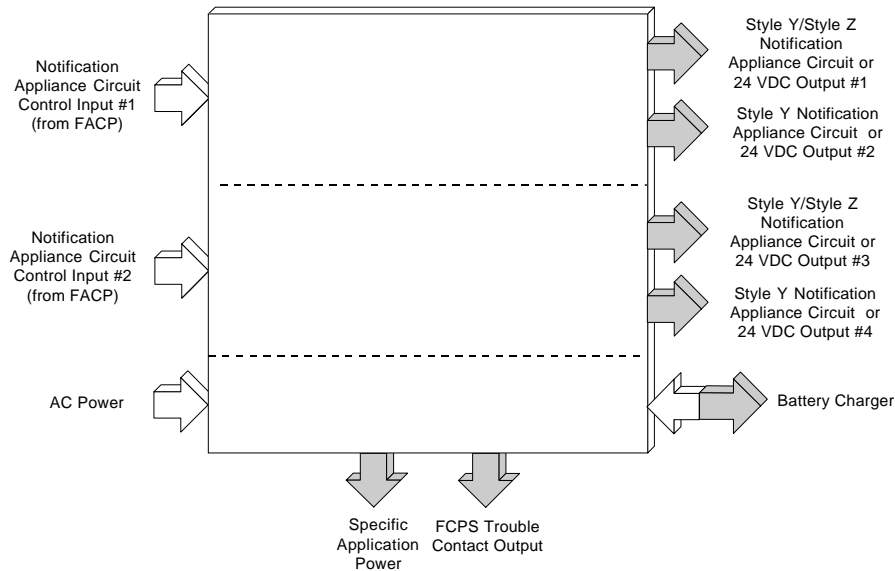 Notification
Appliance Circuit
Control Input #1
(from FACP)
Notification
Appliance Circuit
Control Input #2
(from FACP)
AC Power
Style Y/Style Z
Notification
Appliance Circuit or
24 VDC Output #1
Style Y Notification
Appliance Circuit or
24 VDC Output #2
Style Y/Style Z
Notification
Appliance Circuit or
24 VDC Output #3
Style Y Notification
Appliance Circuit or
24 VDC Output #4
Battery Charger
Specific
Application
Power
FCPS Trouble
Contact Output